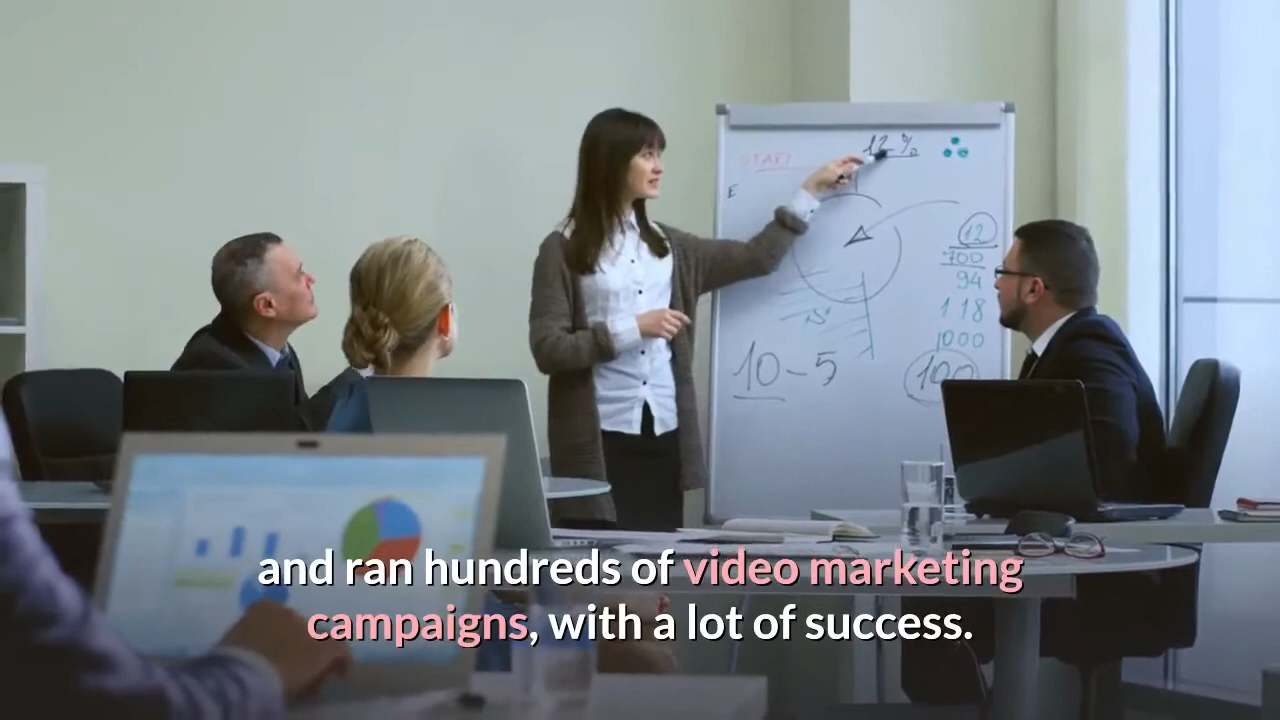 START
12%
E
12
700
94
118
1000
10-5
100
and ran hundreds of video marketing
campaigns, with a lot of success.